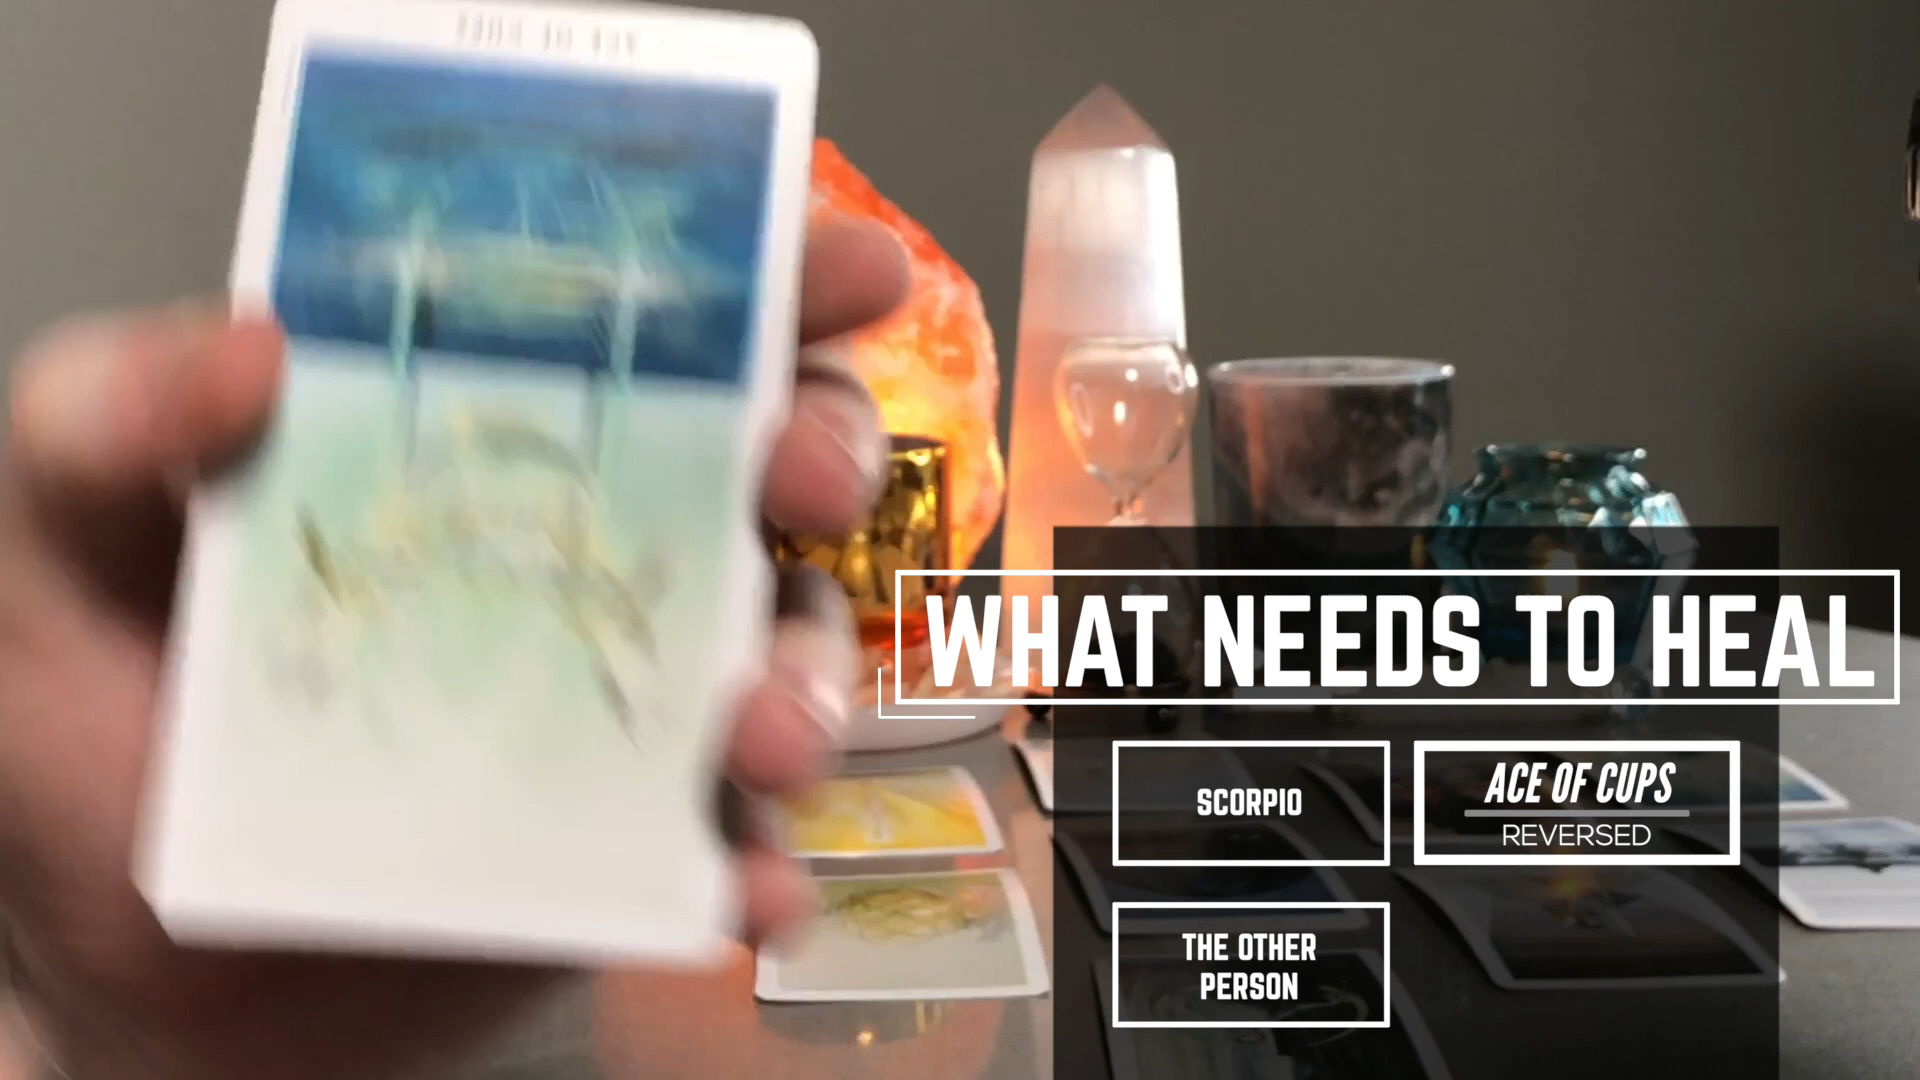 WHAT NEEDS TO HEAL
SCORPIO
ACE OF CUPS
REVERSED
THE OTHER
PERSON